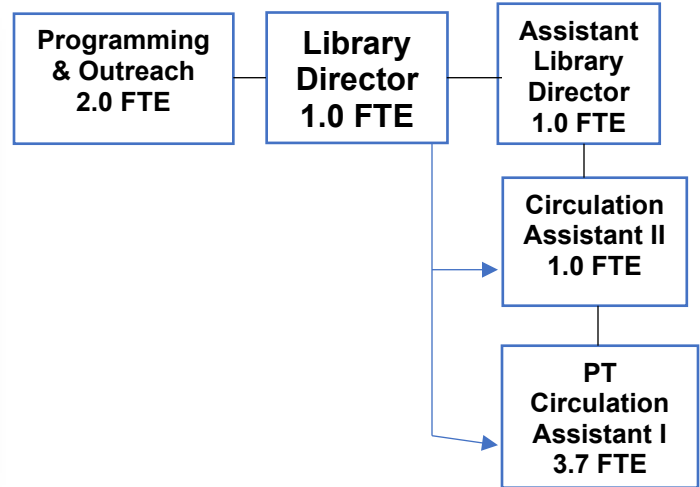 Programming
& Outreach
2.0 FTE
Library
Director
1.0 FTE
Assistant
Library
Director
1.0 FTE
Circulation
Assistant II
1.0 FTE
PT
Circulation
Assistant I
3.7 FTE